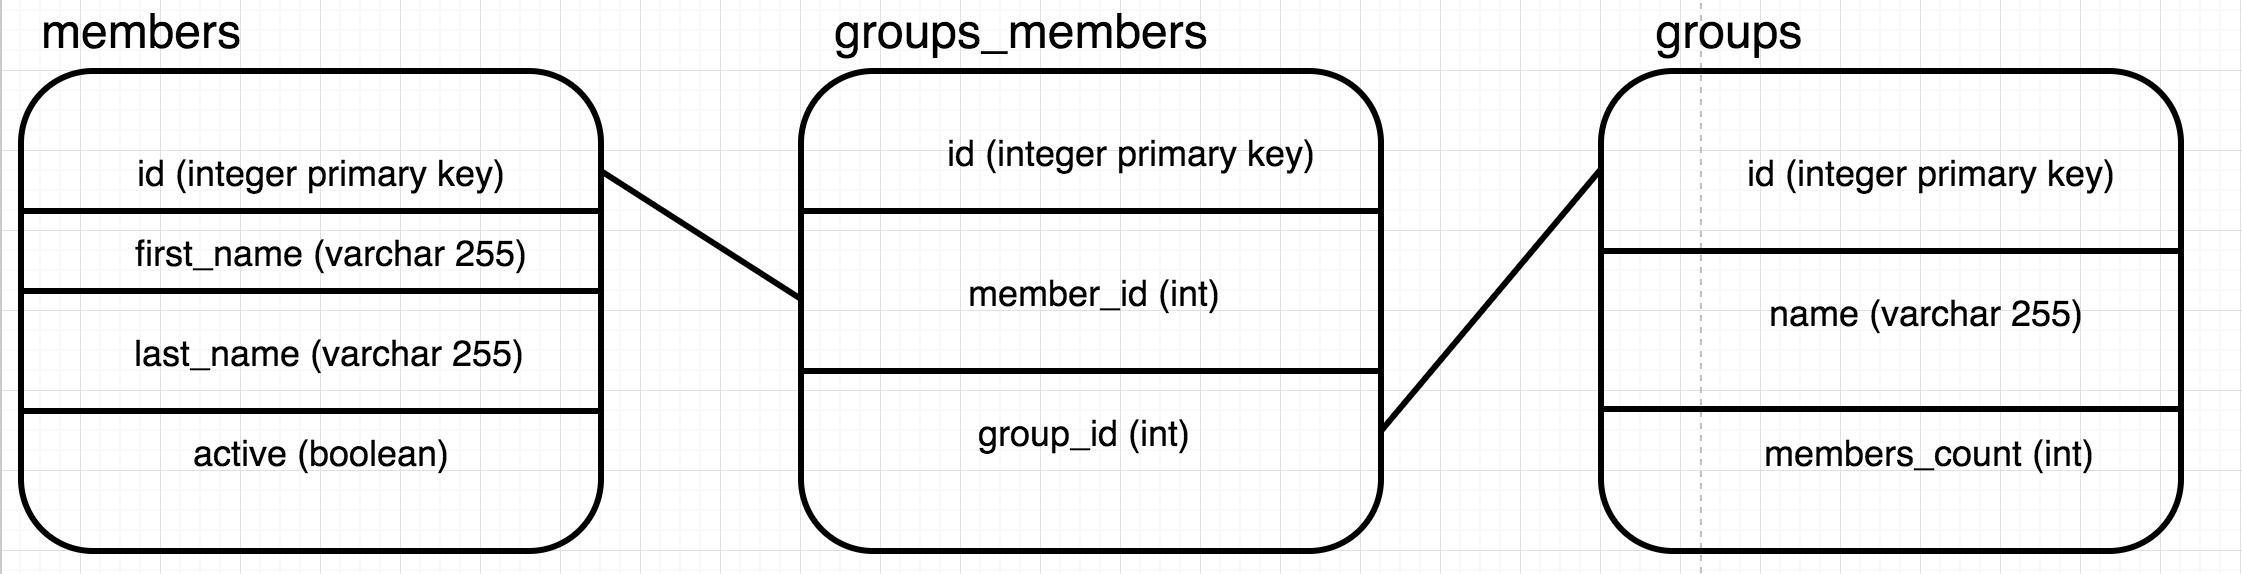 members
id (integer primary key)
first_name (varchar 255)
last_name (varchar 255)
active (boolean)
groups_members
id (integer primary key)
member_id (int)
group_id (int)
groups
id (integer primary key)
name (varchar 255)
members_count (int)